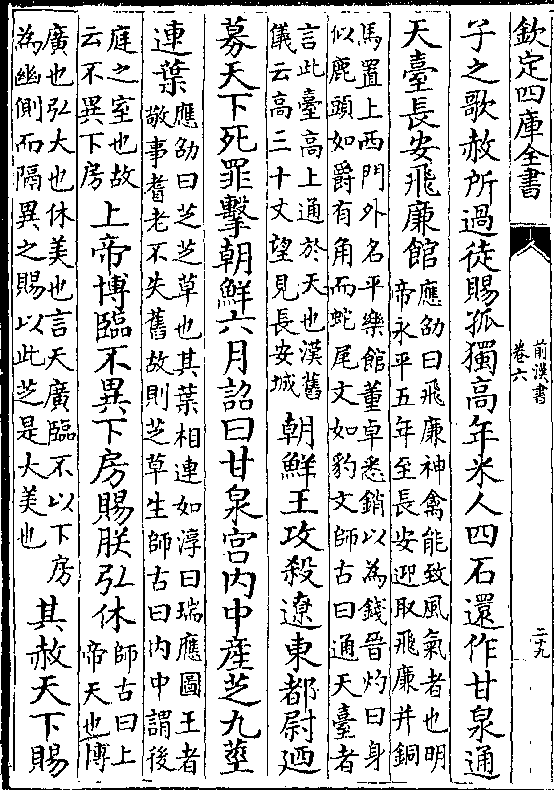 欽定四庫全書
前漢書
卷六
二十九
子之歌赦所過徒賜孤獨高年米人四石還作甘泉通
天臺長安飛廉館
應劭曰飛廉神禽能致風氣者也明
帝永平五年至長安迎取飛廉并銅
馬置上西門外名平樂館董卓悉銷以為錢晉灼曰身
似鹿頭如爵有角而蛇尾文如豹文師古曰通天臺者
言此臺高上通於天也漢舊
儀云高三十丈望見長安城
朝鮮王攻殺遼東都尉廼
募天下死罪擊朝鮮六月詔曰甘泉宫内中產芝九莖
連葉
應劭曰芝芝草也其葉相連如淳曰瑞應圖王者
敬事耆老不失舊故則芝草生師古曰内中謂後
庭之室也故
云不異下房
上帝博臨不異下房賜朕弘休
師古曰上
帝天也博
廣也弘大也休美也言天廣臨不以下房
為幽側而隔異之賜以此芝是大美也
其赦天下賜